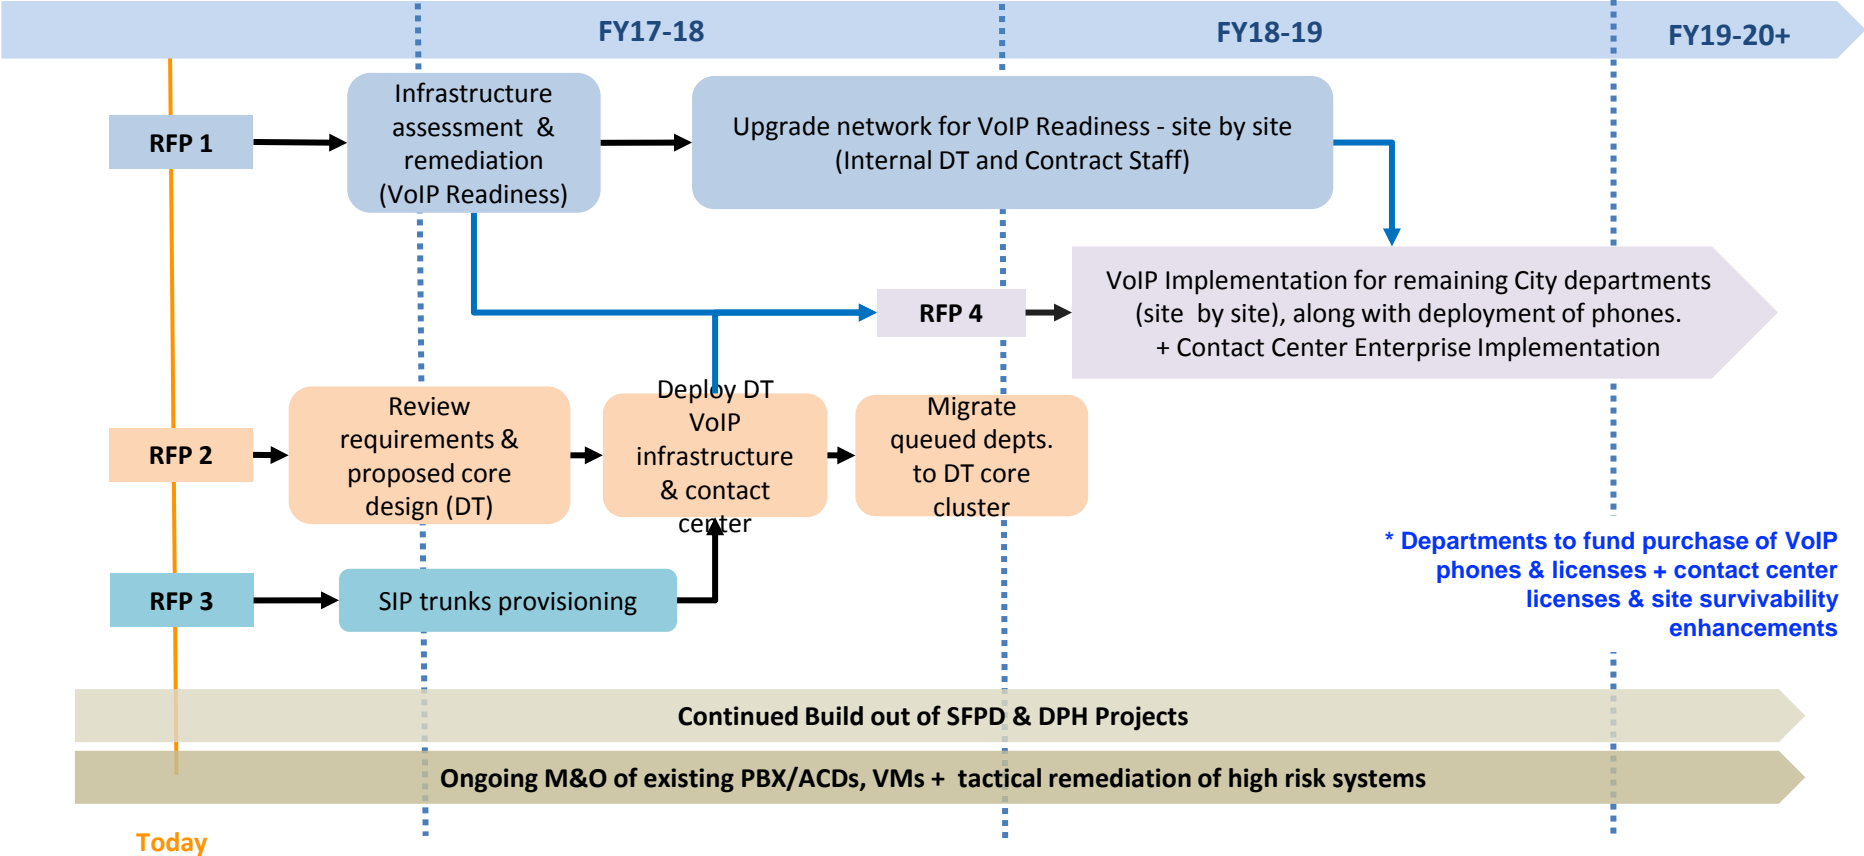 FY17-18
FY18-19
FY19-20+
RFP 1
Infrastructure
assessment  &
remediation
(VoIP Readiness)
Upgrade network for VoIP Readiness - site by site
(Internal DT and Contract Staff)
RFP 4
VoIP Implementation for remaining City departments
(site  by site), along with deployment of phones.
+ Contact Center Enterprise Implementation
RFP 2
Review
requirements &
proposed core
design (DT)
Deploy DT
VoIP
infrastructure
& contact
center
Migrate
queued depts.
to DT core
cluster
RFP 3
SIP trunks provisioning
* Departments to fund purchase of VoIP
phones & licenses + contact center
licenses & site survivability
enhancements
Continued Build out of SFPD & DPH Projects
Ongoing M&O of existing PBX/ACDs, VMs +  tactical remediation of high risk systems
Today